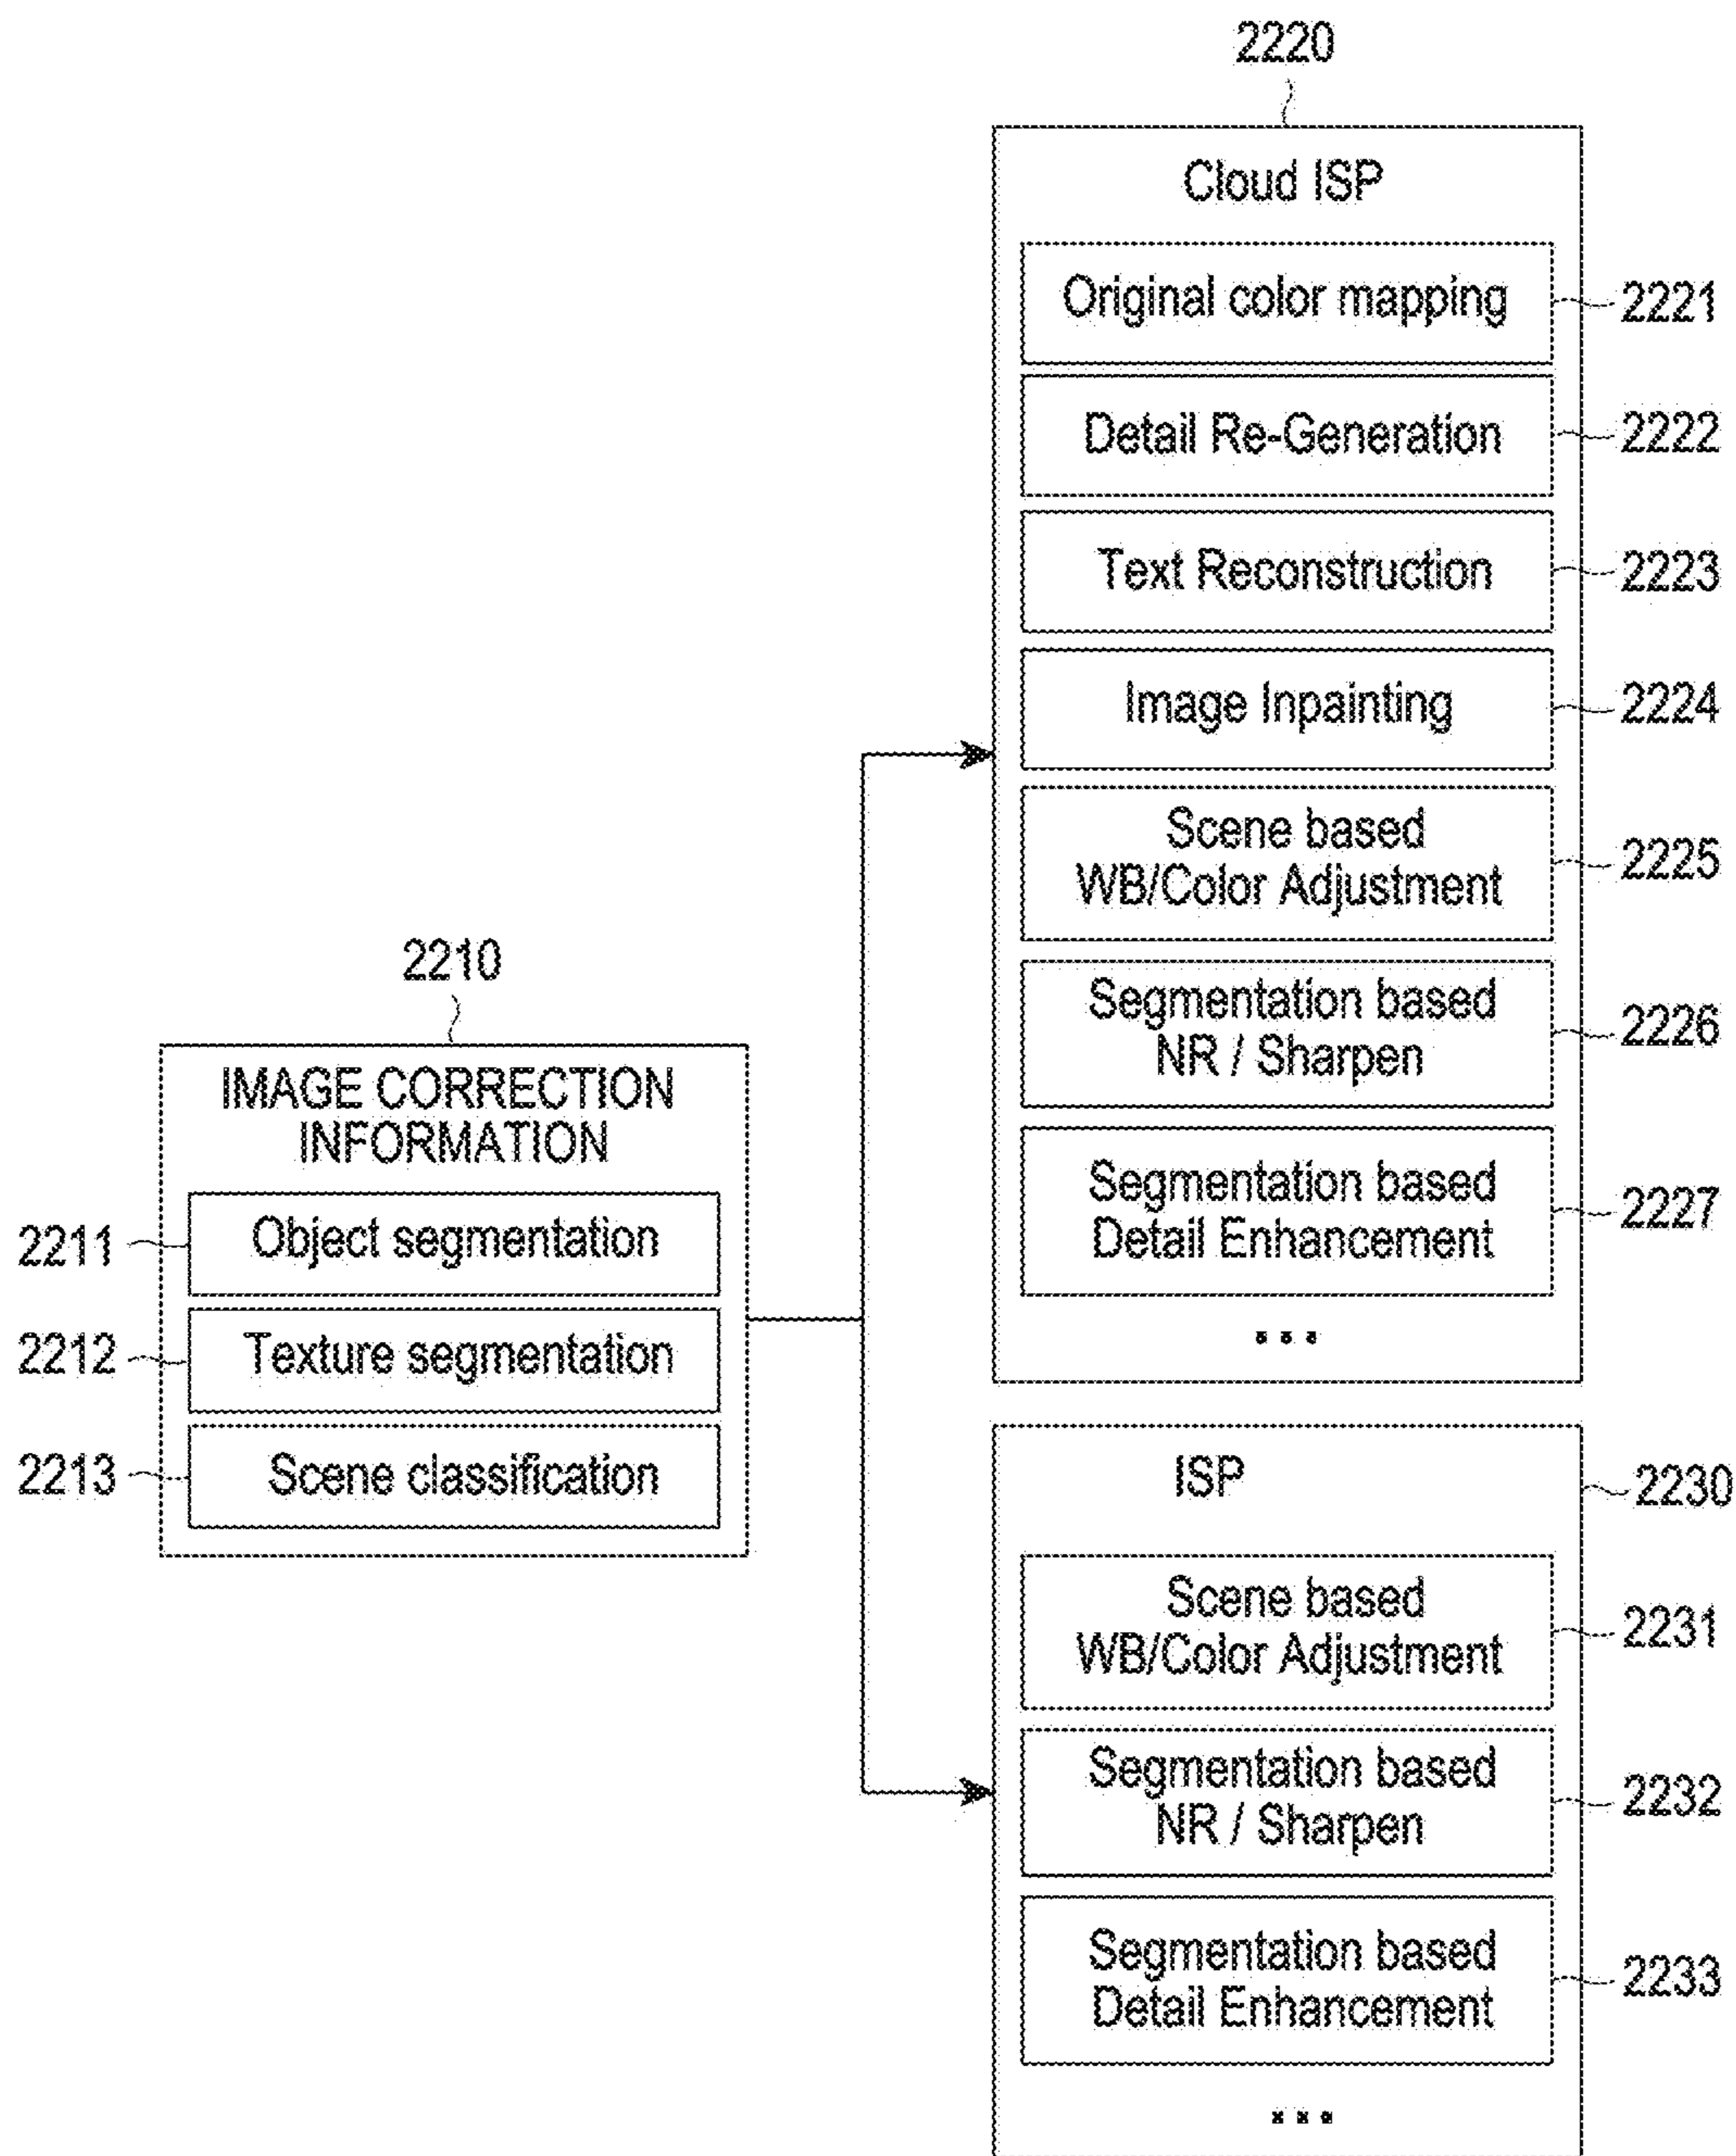 2220
Cloud ISP
Original color mapping
2221
Detail Re-Generation
2222
Text Reconstruction
2223
Image Inpainting
2224
Scene based
WB/Color Adjustment
2225
Segmentation based
NR / Sharpen
2226
Segmentation based
Detail Enhancement
2227
...
2210
IMAGE CORRECTION
INFORMATION
2211
Object segmentation
2212
Texture segmentation
2213
Scene classification
ISP
2230
Scene based
WB/Color Adjustment
2231
Segmentation based
NR / Sharpen
2232
Segmentation based
Detail Enhancement
2233
...